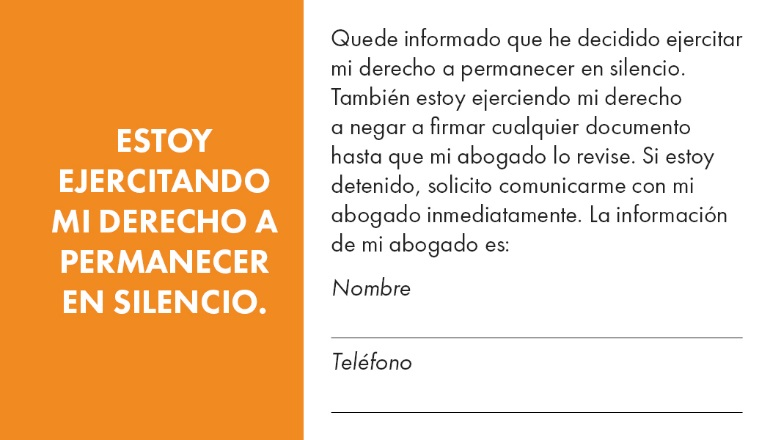 ESTOY
EJERCITANDO
MI DERECHO A
PERMANECER
EN SILENCIO.
Quede informado que he decidido ejercitar
mi derecho a permanecer en silencio.
También estoy ejerciendo mi derecho
a negar a firmar cualquier documento
hasta que mi abogado lo revise. Si estoy
detenido, solicito comunicarme con mi
abogado inmediatamente. La información
de mi abogado es:
Nombre
Teléfono